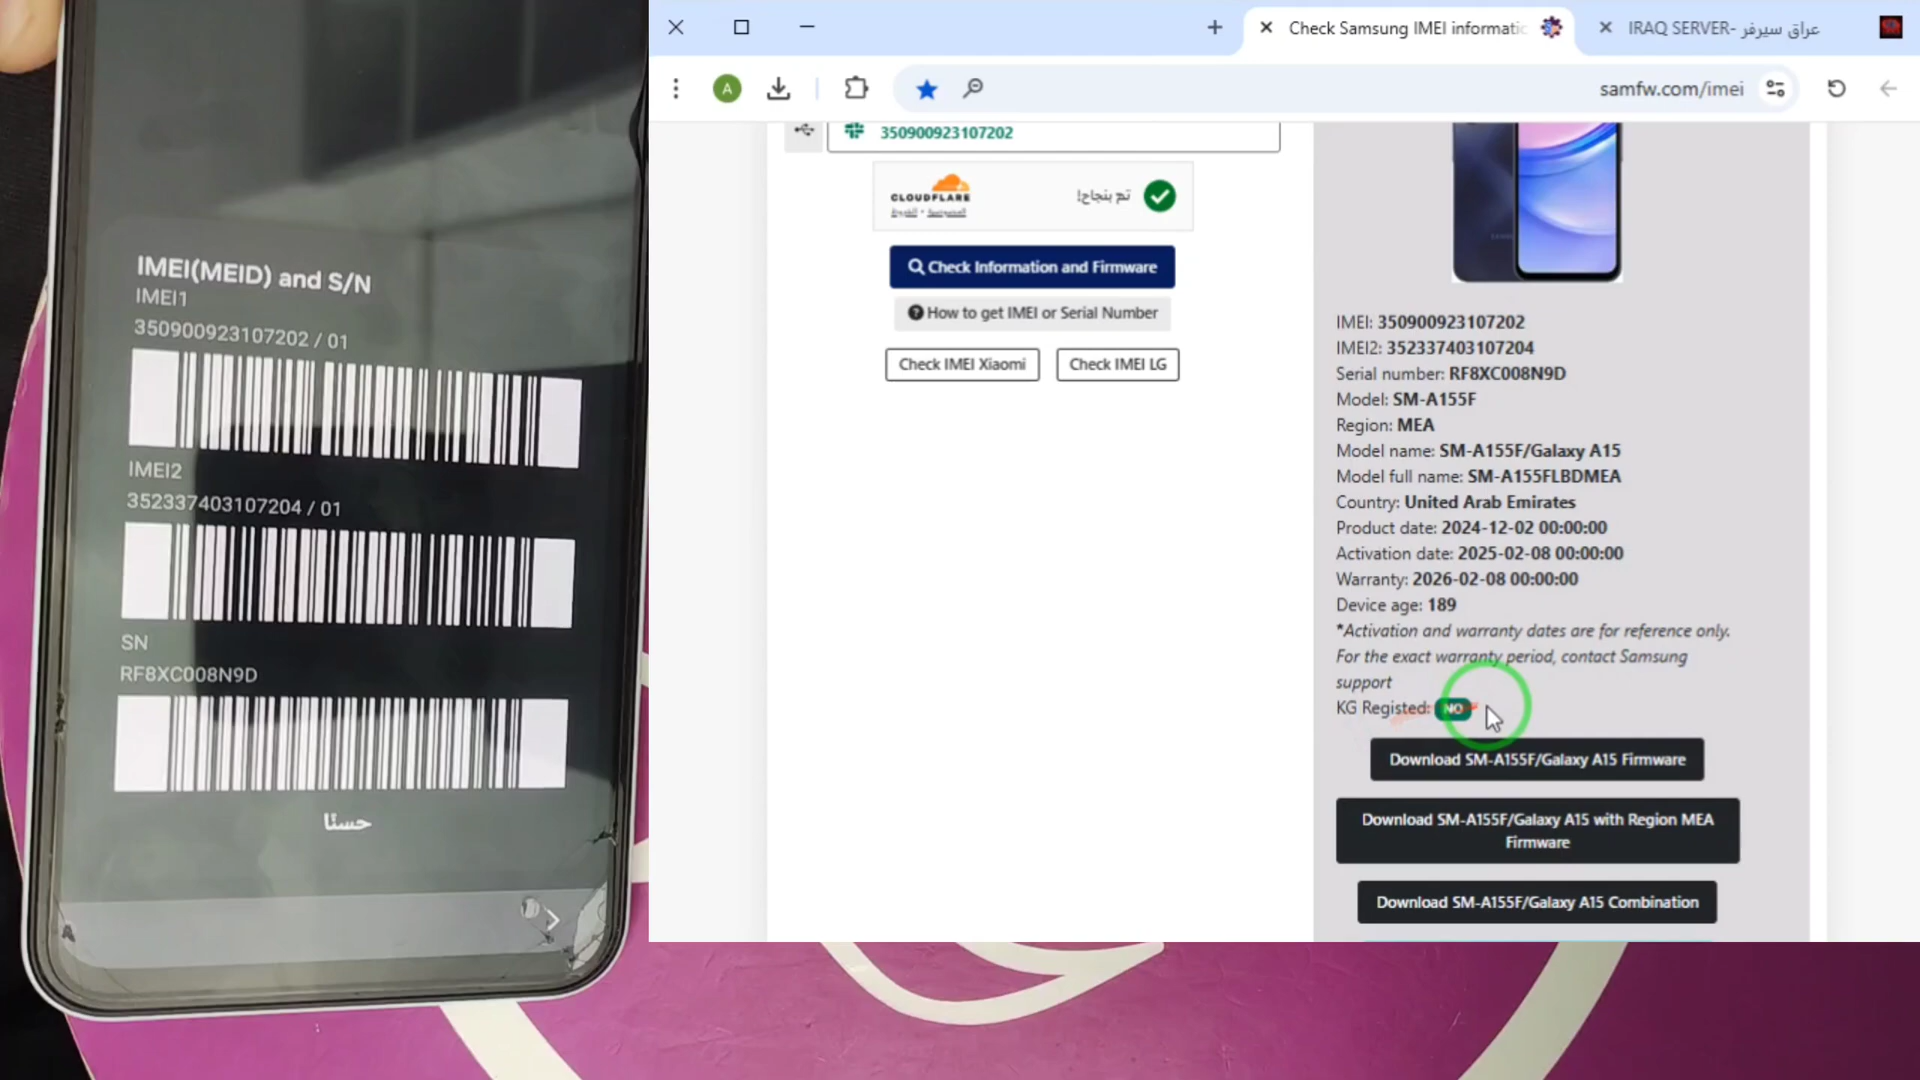 IMEI(MEID) and S/N
IMEI1
350900923107202 / 01
IMEI2
352337403107204 / 01
SN
RF8XC008N9D
حسنًا
Check Samsung IMEI informatic
IRAQ SERVER- عراق سيرفر
A
samfw.com/imei
350900923107202
CLOUDFLARE
تم بنجاح!
Check Information and Firmware
How to get IMEI or Serial Number
Check IMEI Xiaomi
Check IMEI LG
IMEI: 350900923107202
IMEI2: 352337403107204
Serial number: RF8XC008N9D
Model: SM-A155F
Region: MEA
Model name: SM-A155F/Galaxy A15
Model full name: SM-A155FLBDMEA
Country: United Arab Emirates
Product date: 2024-12-02 00:00:00
Activation date: 2025-02-08 00:00:00
Warranty: 2026-02-08 00:00:00
Device age: 189
*Activation and warranty dates are for reference only.
For the exact warranty period, contact Samsung
support
KG Registed: NO
Download SM-A155F/Galaxy A15 Firmware
Download SM-A155F/Galaxy A15 with Region MEA
Firmware
Download SM-A155F/Galaxy A15 Combination